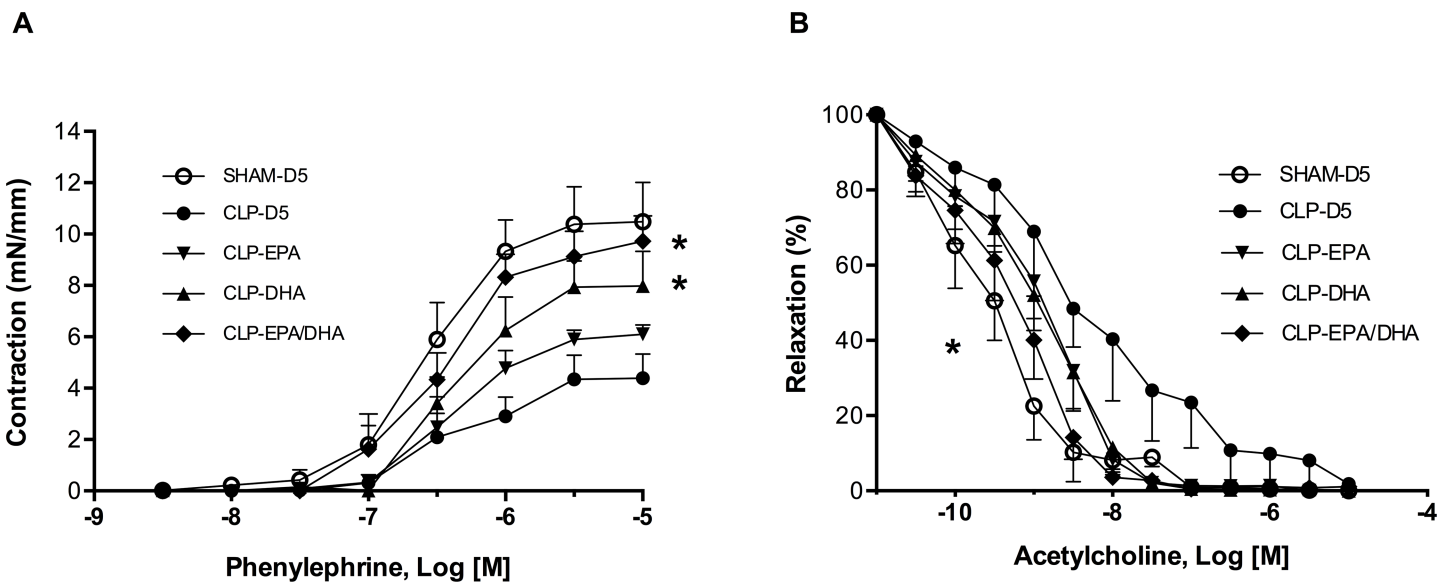 A
B
14
12
10
8
6
4
2
0
Contraction (mN/mm)
SHAM-D5
CLP-D5
CLP-EPA
CLP-DHA
CLP-EPA/DHA
*
*
-9
-8
-7
-6
-5
Phenylephrine, Log [M]
100
80
60
40
20
0
Relaxation (%)
SHAM-D5
CLP-D5
CLP-EPA
CLP-DHA
CLP-EPA/DHA
*
-10
-8
-6
-4
Acetylcholine, Log [M]